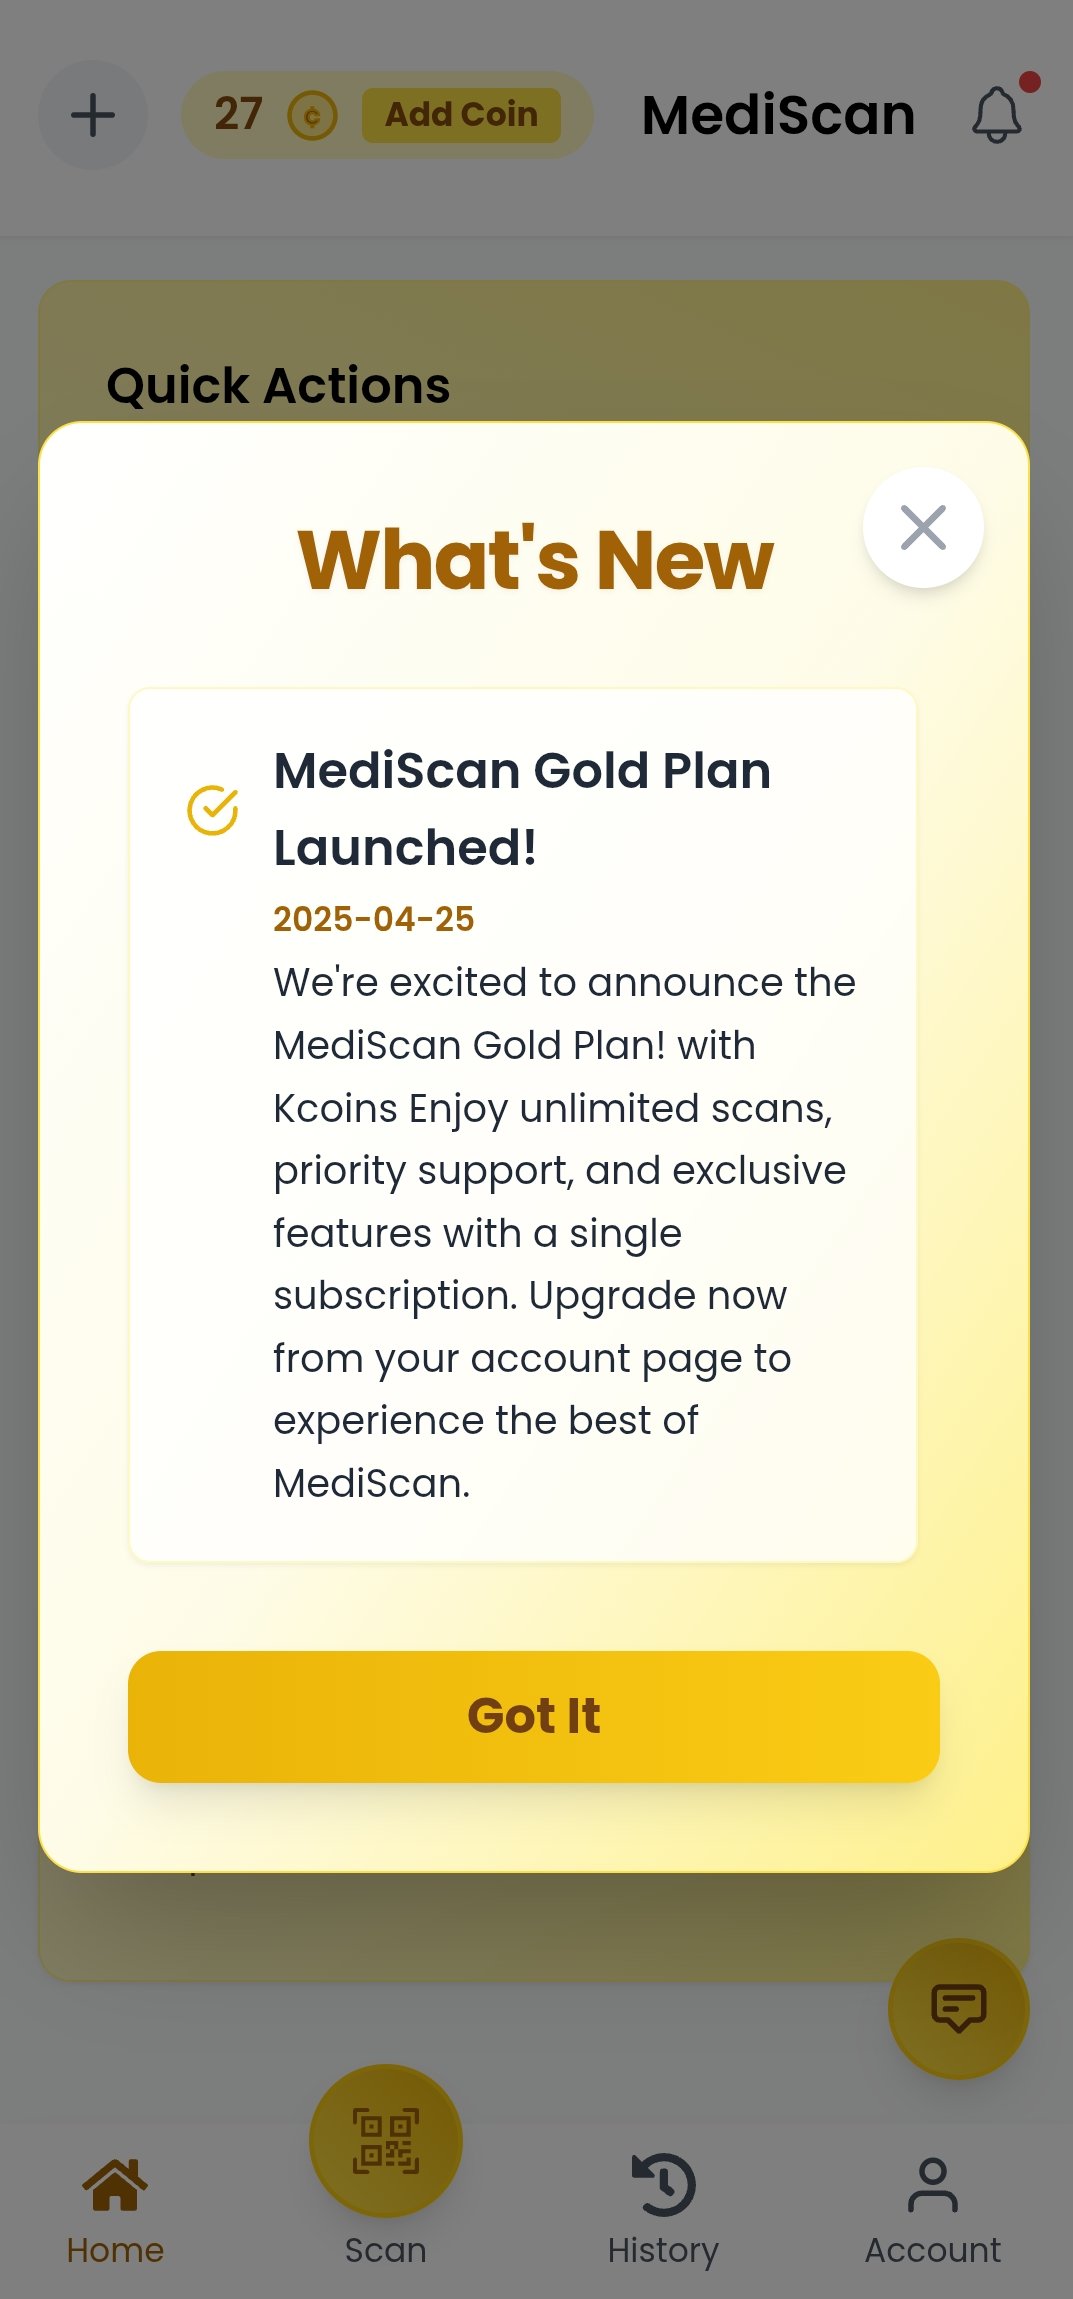 27 Add Coin MediScan
Quick Actions
What's New
MediScan Gold Plan
Launched!
2025-04-25
We're excited to announce the
MediScan Gold Plan! with
Kcoins Enjoy unlimited scans,
priority support, and exclusive
features with a single
subscription. Upgrade now
from your account page to
experience the best of
MediScan.
Got It
Home Scan History Account